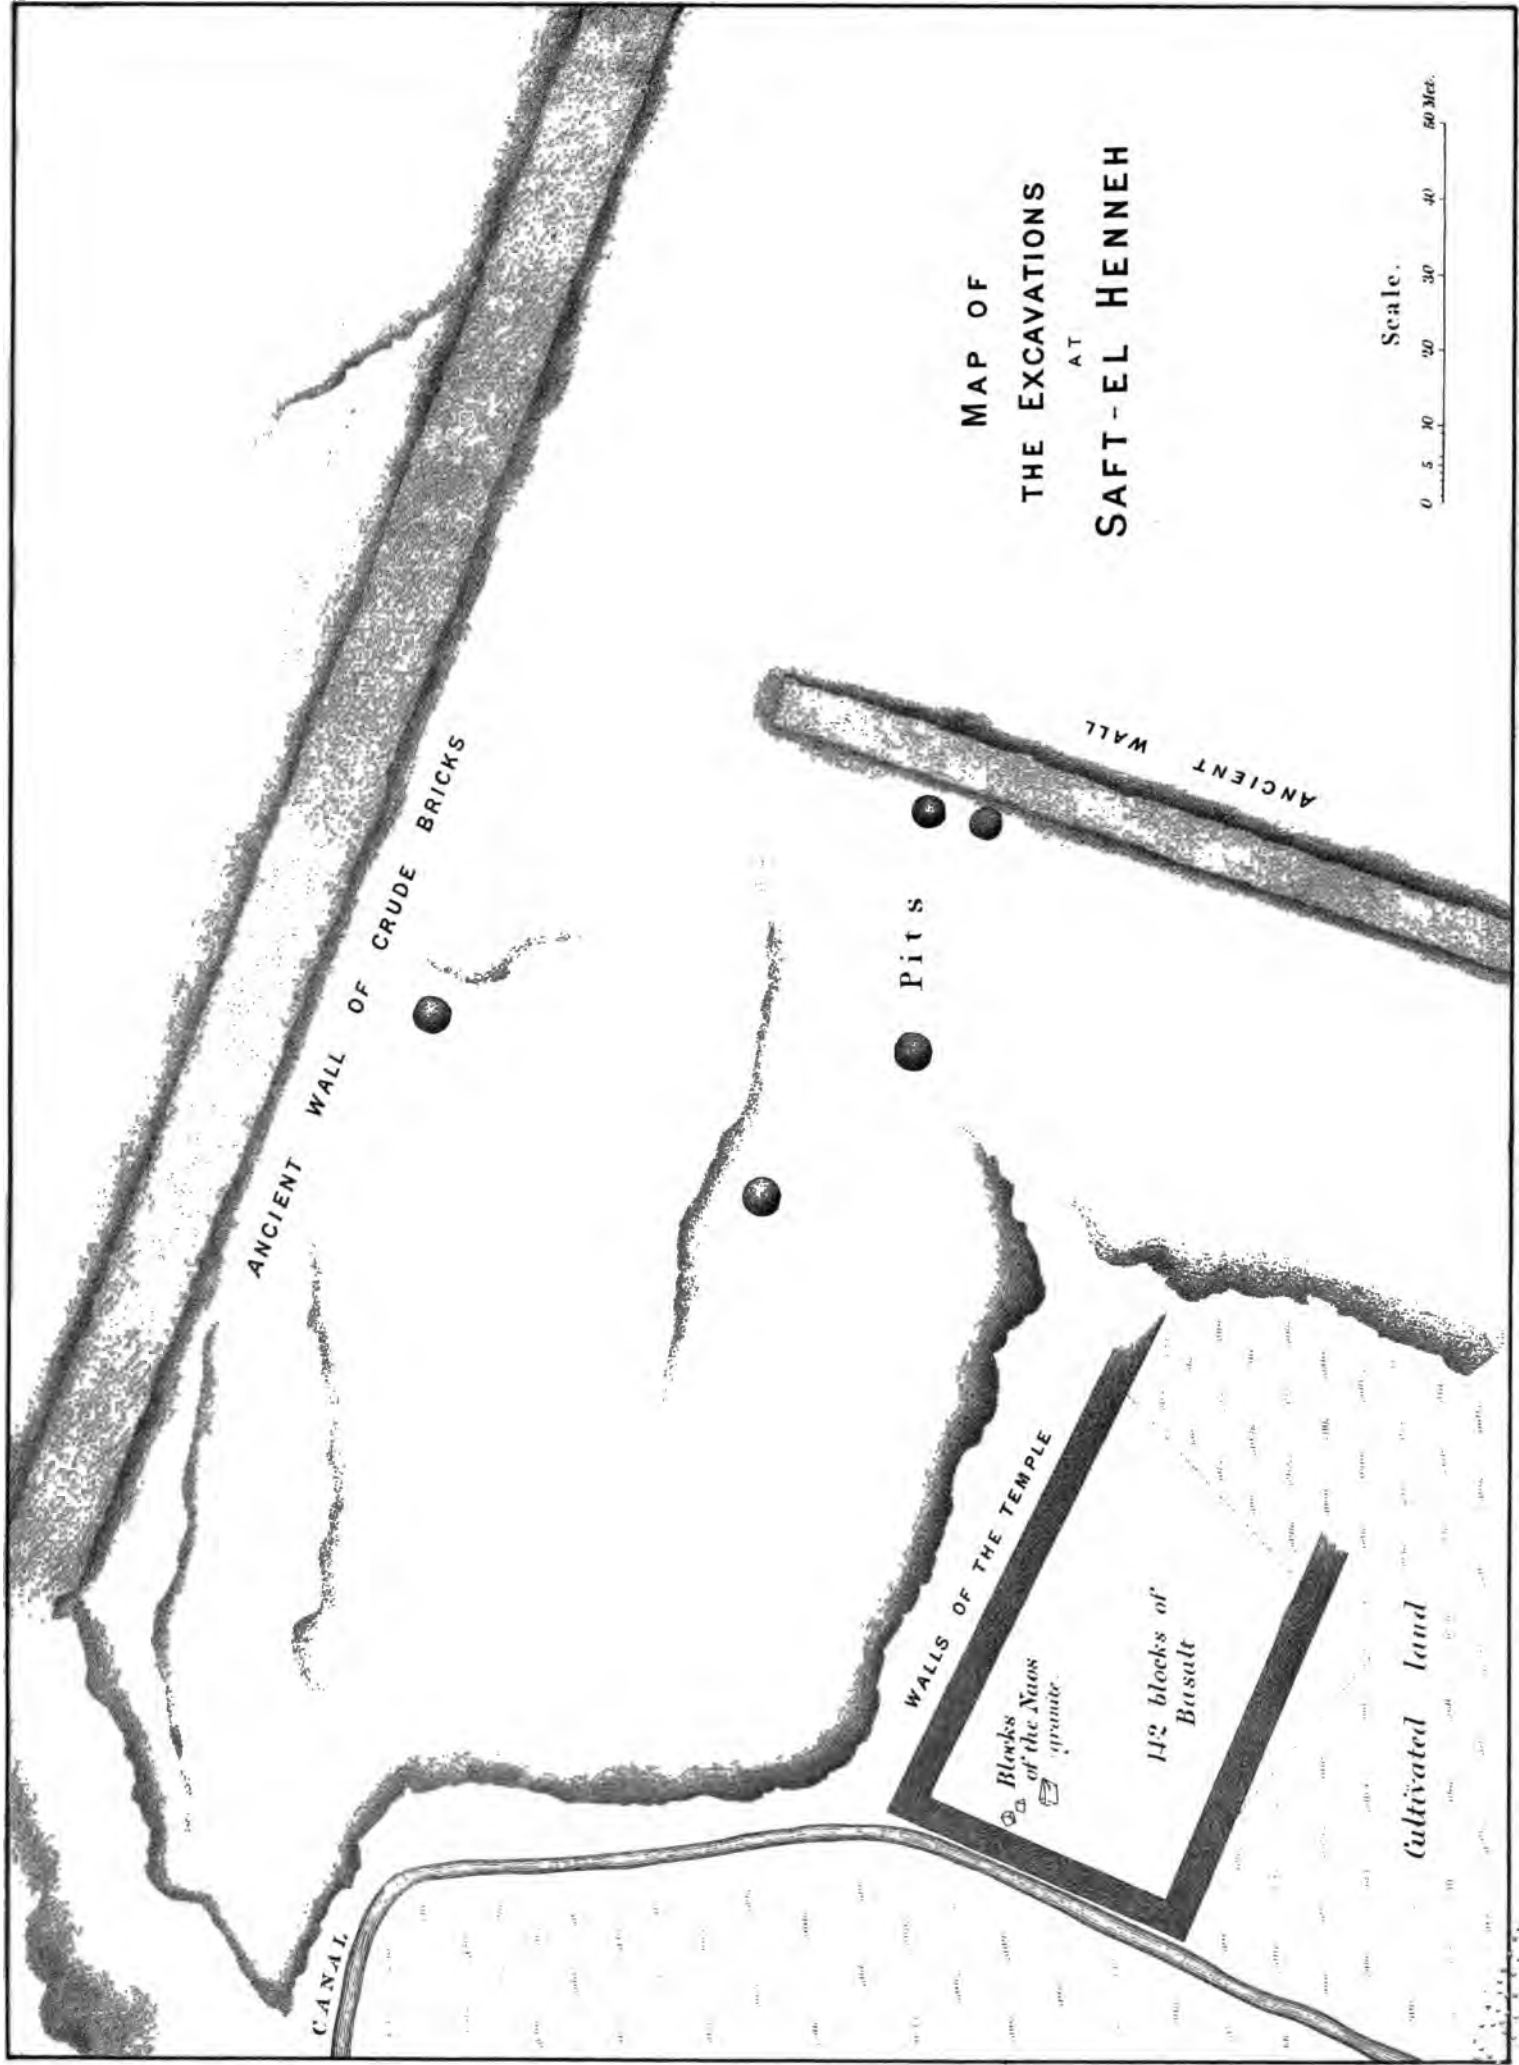 MAP OF
THE EXCAVATIONS
AT
SAFT-EL HENNEH
Scale.
0 5 10 20 30 40 50 Met.
ANCIENT WALL OF CRUDE BRICKS
ANCIENT WALL
Pits
WALLS OF THE TEMPLE
Blocks
of the Naos
granite.
142 blocks of
Basalt
Cultivated land
CANAL